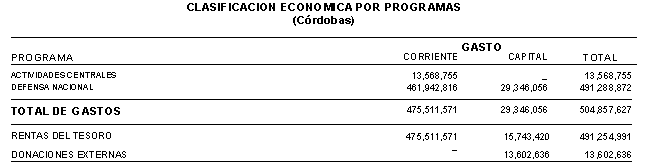 CLASIFICACION ECONOMICA POR PROGRAMAS
(Córdobas)
GASTO
PROGRAMA CORRIENTE CAPITAL TOTAL
ACTIVIDADES CENTRALES 13,568,755 _ 13,568,755
DEFENSA NACIONAL 461,942,816 29,346,056 491,288,872
TOTAL DE GASTOS 475,511,571 29,346,056 504,857,627
RENTAS DEL TESORO 475,511,571 15,743,420 491,254,991
DONACIONES EXTERNAS _ 13,602,636 13,602,636